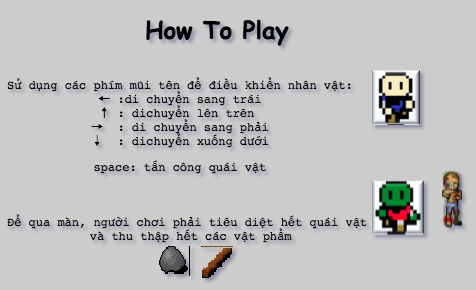 How To Play
Sử dụng các phím mũi tên để điều khiển nhân vật:
← :di chuyển sang trái
↑ : dichuyển lên trên
→ : di chuyển sang phải
↓ : dichuyển xuống dưới
space: tấn công quái vật
Để qua màn, người chơi phải tiêu diệt hết quái vật
và thu thập hết các vật phẩm